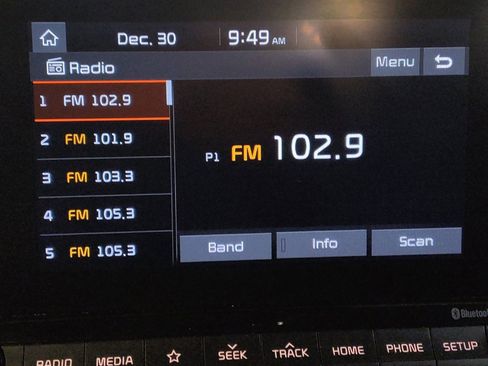 Dec. 30 9:49 AM
Radio Menu
1 FM 102.9
2 FM 101.9
3 FM 103.3
4 FM 105.3
5 FM 105.3
P1 FM 102.9
Band Info Scan
RADIO MEDIA SEEK TRACK HOME PHONE SETUP